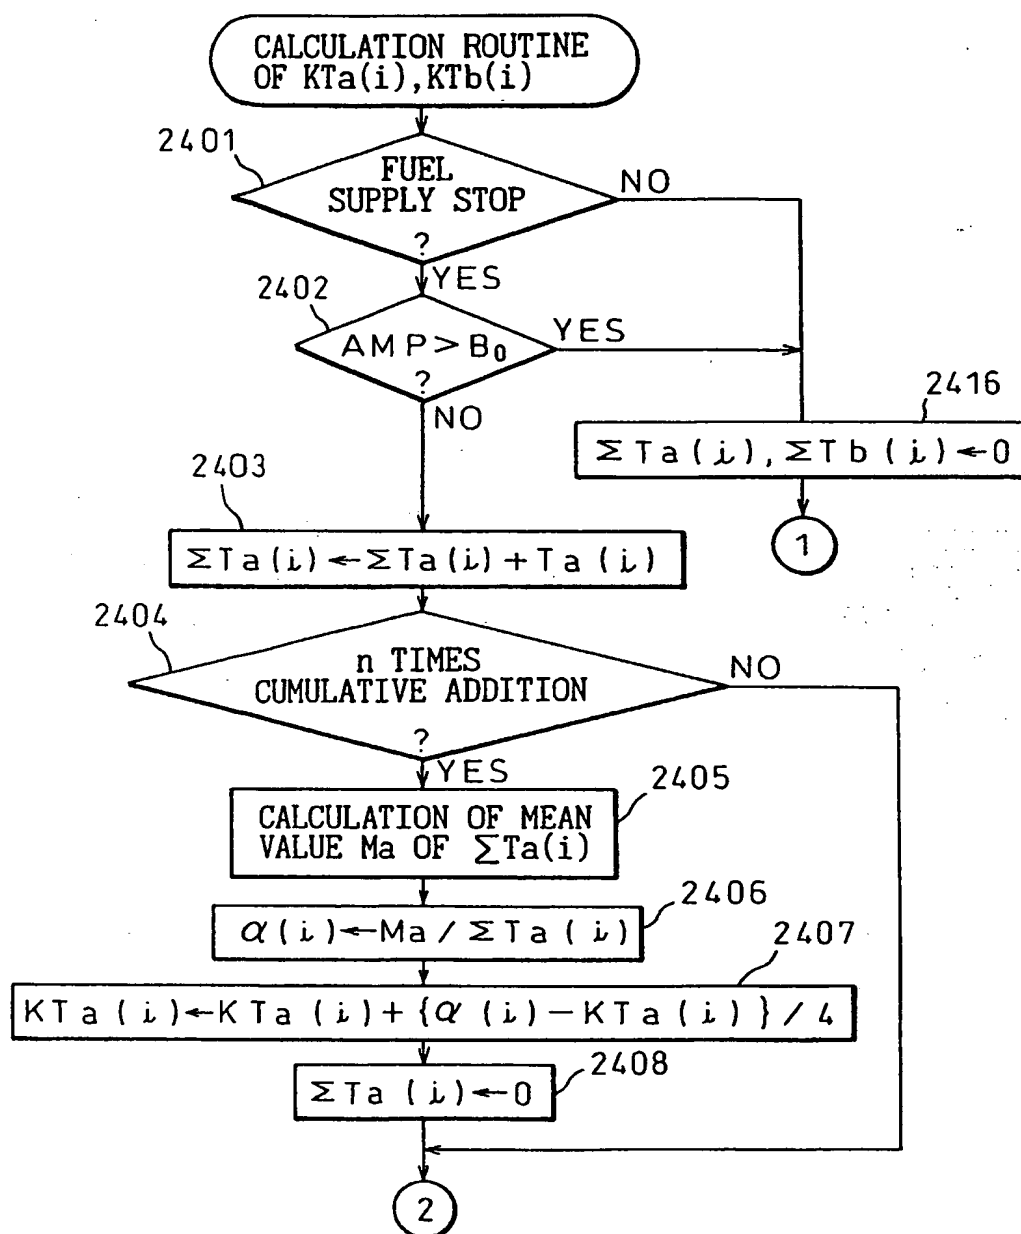 CALCULATION ROUTINE
OF KTa(i),KTb(i)
2401
FUEL
SUPPLY STOP
?
NO
YES
2402
AMP>B₀
?
YES
NO
2416
ΣTa(i),ΣTb(i)←0
1
2403
ΣTa(i)←ΣTa(i)+Ta(i)
2404
n TIMES
CUMULATIVE ADDITION
?
NO
YES
2405
CALCULATION OF MEAN
VALUE Ma OF ΣTa(i)
2406
α(i)←Ma/ΣTa(i)
2407
KTa(i)←KTa(i)+{α(i)-KTa(i)}/4
2408
ΣTa(i)←0
2